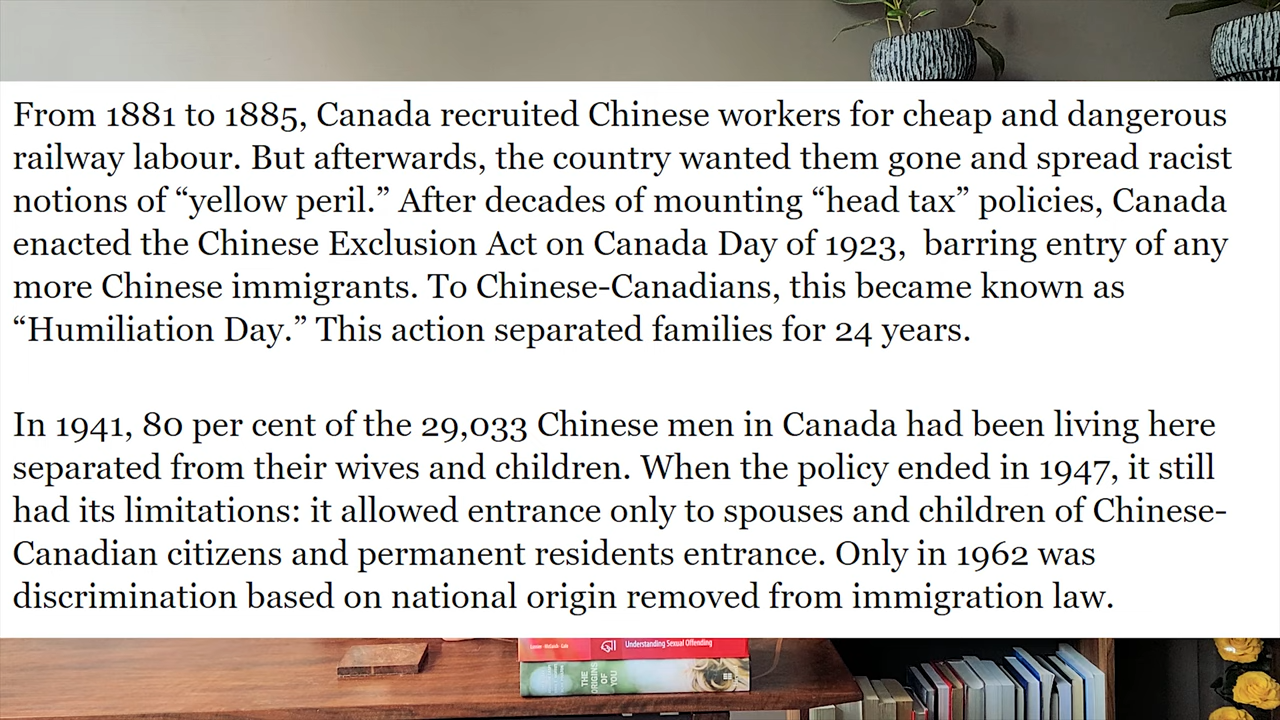 From 1881 to 1885, Canada recruited Chinese workers for cheap and dangerous
railway labour. But afterwards, the country wanted them gone and spread racist
notions of “yellow peril.” After decades of mounting “head tax” policies, Canada
enacted the Chinese Exclusion Act on Canada Day of 1923,  barring entry of any
more Chinese immigrants. To Chinese-Canadians, this became known as
“Humiliation Day.” This action separated families for 24 years.
In 1941, 80 per cent of the 29,033 Chinese men in Canada had been living here
separated from their wives and children. When the policy ended in 1947, it still
had its limitations: it allowed entrance only to spouses and children of Chinese-
Canadian citizens and permanent residents entrance. Only in 1962 was
discrimination based on national origin removed from immigration law.
Understanding Sexual Offending
THE
ORIGINS
OF
YOU